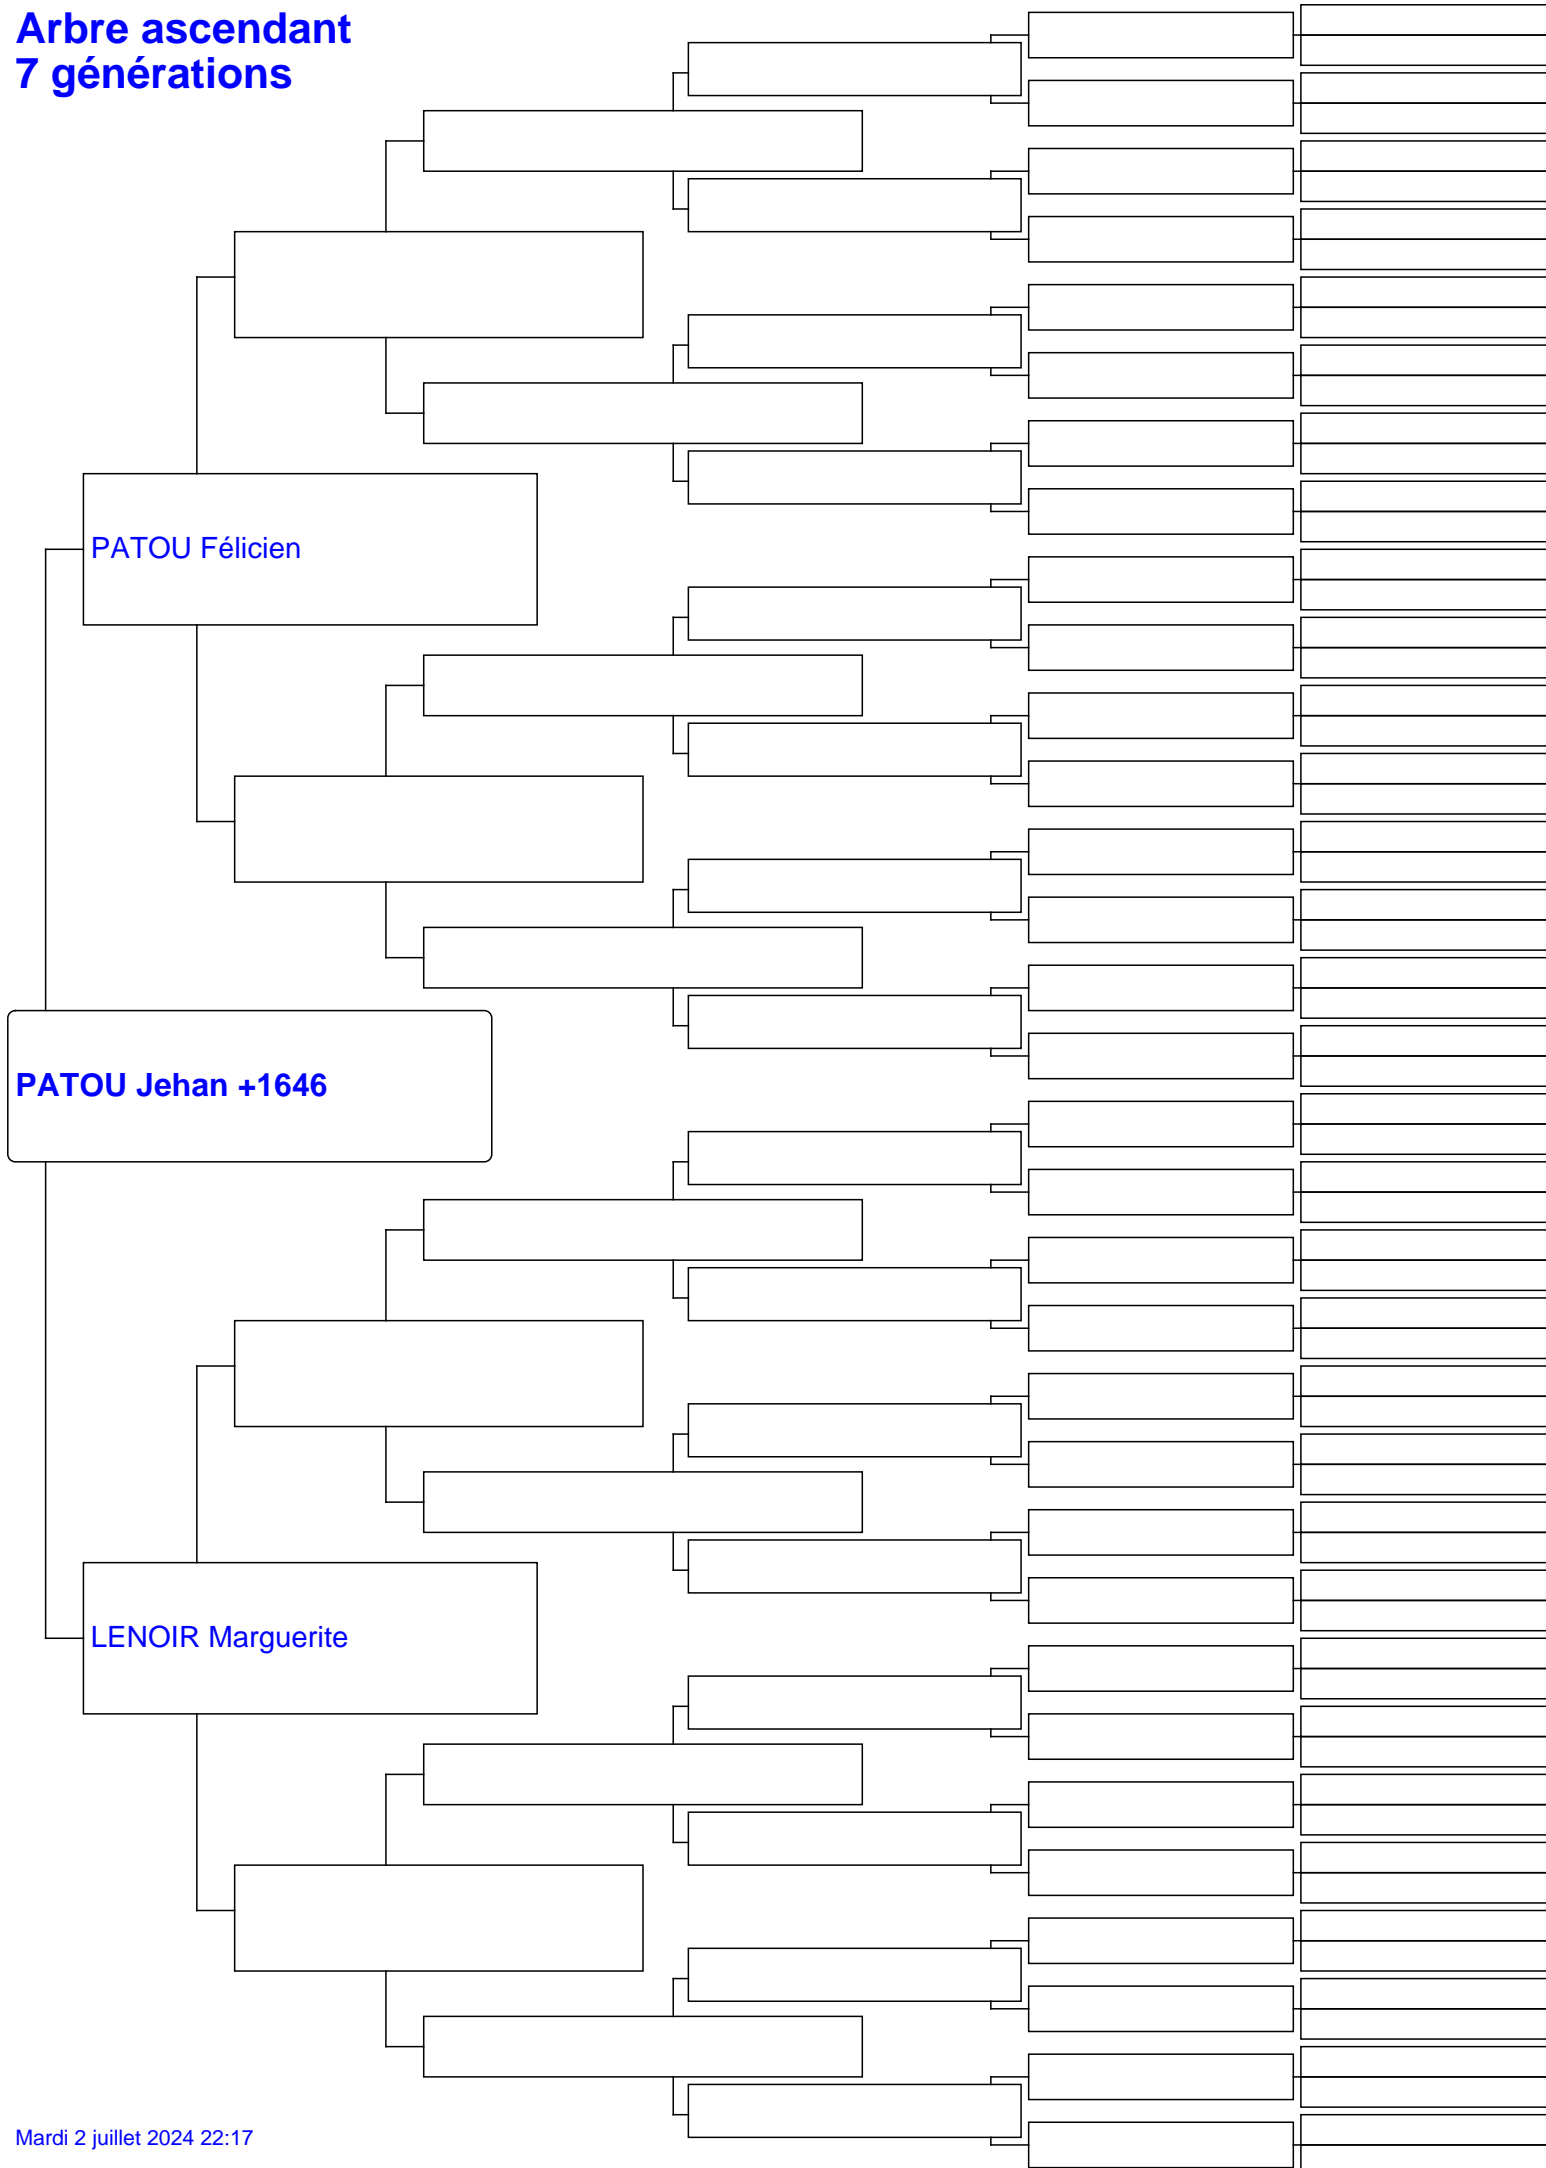 Arbre ascendant
7 générations
PATOU Félicien
PATOU Jehan +1646
LENOIR Marguerite
Mardi 2 juillet 2024 22:17